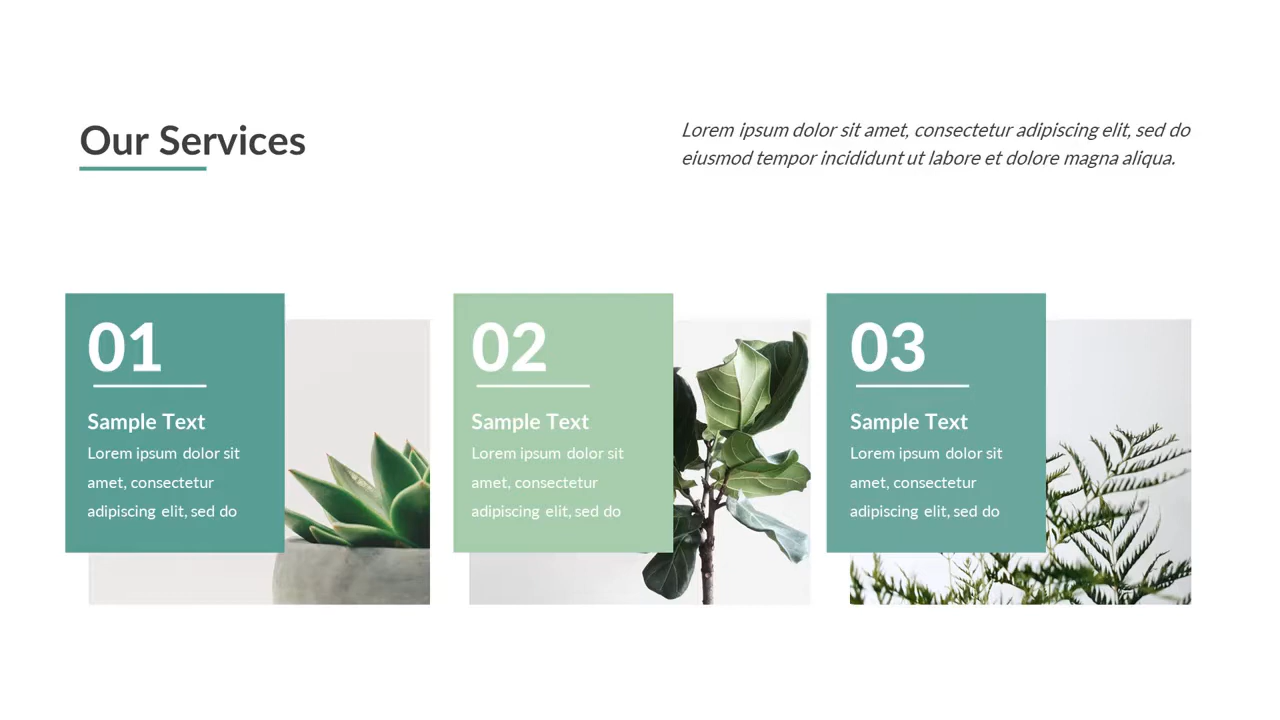 Our Services
Lorem ipsum dolor sit amet, consectetur adipiscing elit, sed do
eiusmod tempor incididunt ut labore et dolore magna aliqua.
01
Sample Text
Lorem ipsum dolor sit
amet, consectetur
adipiscing elit, sed do
02
Sample Text
Lorem ipsum dolor sit
amet, consectetur
adipiscing elit, sed do
03
Sample Text
Lorem ipsum dolor sit
amet, consectetur
adipiscing elit, sed do